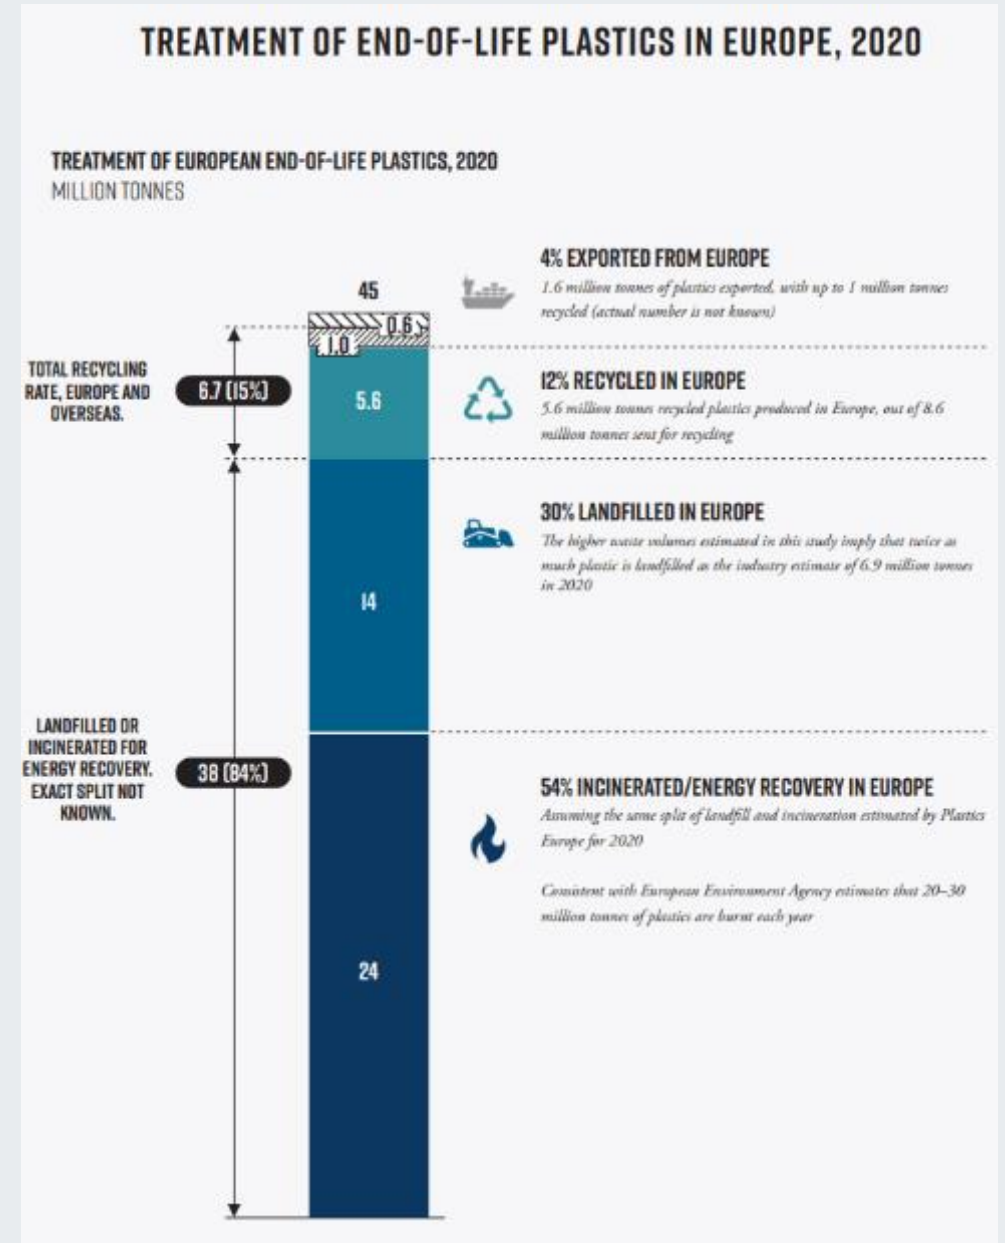 TREATMENT OF END-OF-LIFE PLASTICS IN EUROPE, 2020
TREATMENT OF EUROPEAN END-OF-LIFE PLASTICS, 2020
MILLION TONNES
45
0.6
1.0
5.6
14
24
TOTAL RECYCLING
RATE, EUROPE AND
OVERSEAS.
6.7 (15%)
LANDFILLED OR
INCINERATED FOR
ENERGY RECOVERY.
EXACT SPLIT NOT
KNOWN.
38 (84%)
4% EXPORTED FROM EUROPE
1.6 million tonnes of plastics exported, with up to 1 million tonnes
recycled (actual number is not known)
12% RECYCLED IN EUROPE
5.6 million tonnes recycled plastics produced in Europe, out of 8.6
million tonnes sent for recycling
30% LANDFILLED IN EUROPE
The higher waste volumes estimated in this study imply that twice as
much plastic is landfilled as the industry estimate of 6.9 million tonnes
in 2020
54% INCINERATED/ENERGY RECOVERY IN EUROPE
Assuming the same split of landfill and incineration estimated by Plastics
Europe for 2020
Consistent with European Environment Agency estimates that 20–30
million tonnes of plastics are burnt each year